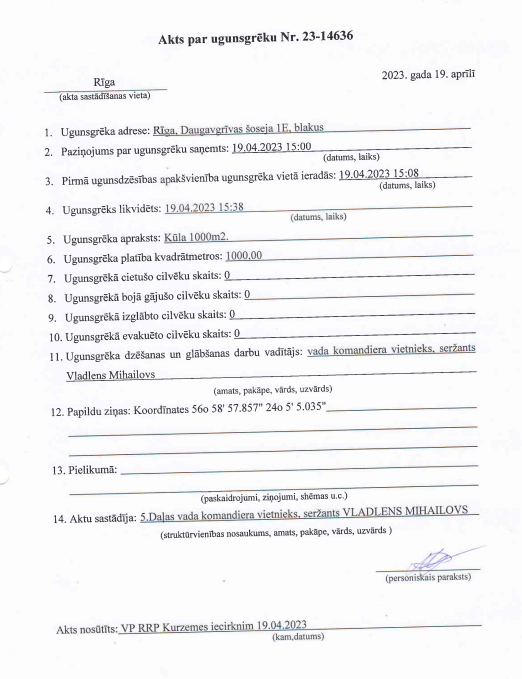 Akts par ugunsgrēku Nr. 23-14636
Rīga
2023. gada 19. aprīlī
(akta sastādīšanas vieta)
1. Ugunsgrēka adrese: Rīga, Daugavgrīvas šoseja 1E, blakus
2. Paziņojums par ugunsgrēku saņemts: 19.04.2023 15:00
(datums, laiks)
3. Pirmā ugunsdzēsības apakšvienība ugunsgrēka vietā ieradās: 19.04.2023 15:08
(datums, laiks)
4. Ugunsgrēks likvidēts: 19.04.2023 15:38
(datums, laiks)
5. Ugunsgrēka apraksts: Kūla 1000m2.
6. Ugunsgrēka platība kvadrātmetros: 1000,00
7. Ugunsgrēkā cietušo cilvēku skaits: 0
8. Ugunsgrēkā bojā gājušo cilvēku skaits: 0
9. Ugunsgrēkā izglābto cilvēku skaits: 0
10. Ugunsgrēkā evakuēto cilvēku skaits: 0
11. Ugunsgrēka dzēšanas un glābšanas darbu vadītājs: vada komandiera vietnieks, seržants
Vladlens Mihailovs
(amats, pakāpe, vārds, uzvārds)
12. Papildu ziņas: Koordinātes 56o 58' 57.857" 24o 5' 5.035"
13. Pielikumā:
(paskaidrojumi, ziņojumi, shēmas u.c.)
14. Aktu sastādīja: 5.Daļas vada komandiera vietnieks, seržants VLADLENS MIHAILOVS
(struktūrvienības nosaukums, amats, pakāpe, vārds, uzvārds )
(personiskais paraksts)
Akts nosūtīts: VP RRP Kurzemes iecirknim 19.04.2023
(kam,datums)